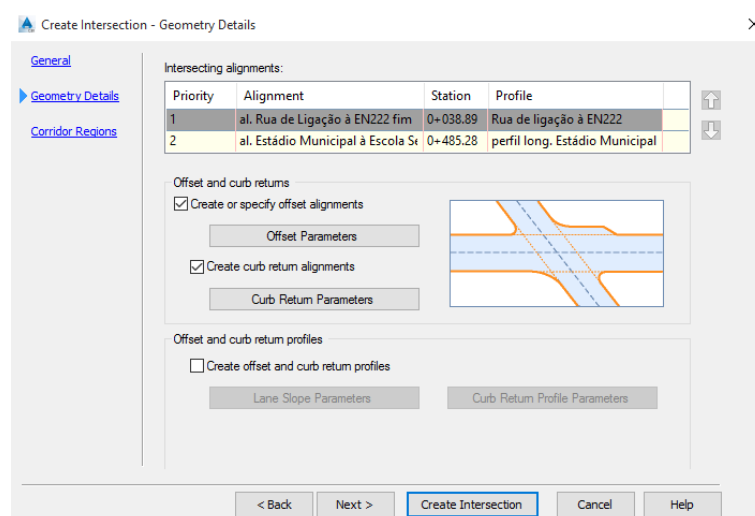 Create Intersection - Geometry Details
General
Geometry Details
Corridor Regions
Intersecting alignments:
Priority Alignment Station Profile
1 al. Rua de Ligação à EN222 fim 0+038.89 Rua de ligação à EN222
2 al. Estádio Municipal à Escola Se 0+485.28 perfil long. Estádio Municipal
Offset and curb returns
Create or specify offset alignments
Offset Parameters
Create curb return alignments
Curb Return Parameters
Offset and curb return profiles
Create offset and curb return profiles
Lane Slope Parameters Curb Return Profile Parameters
< Back Next > Create Intersection Cancel Help